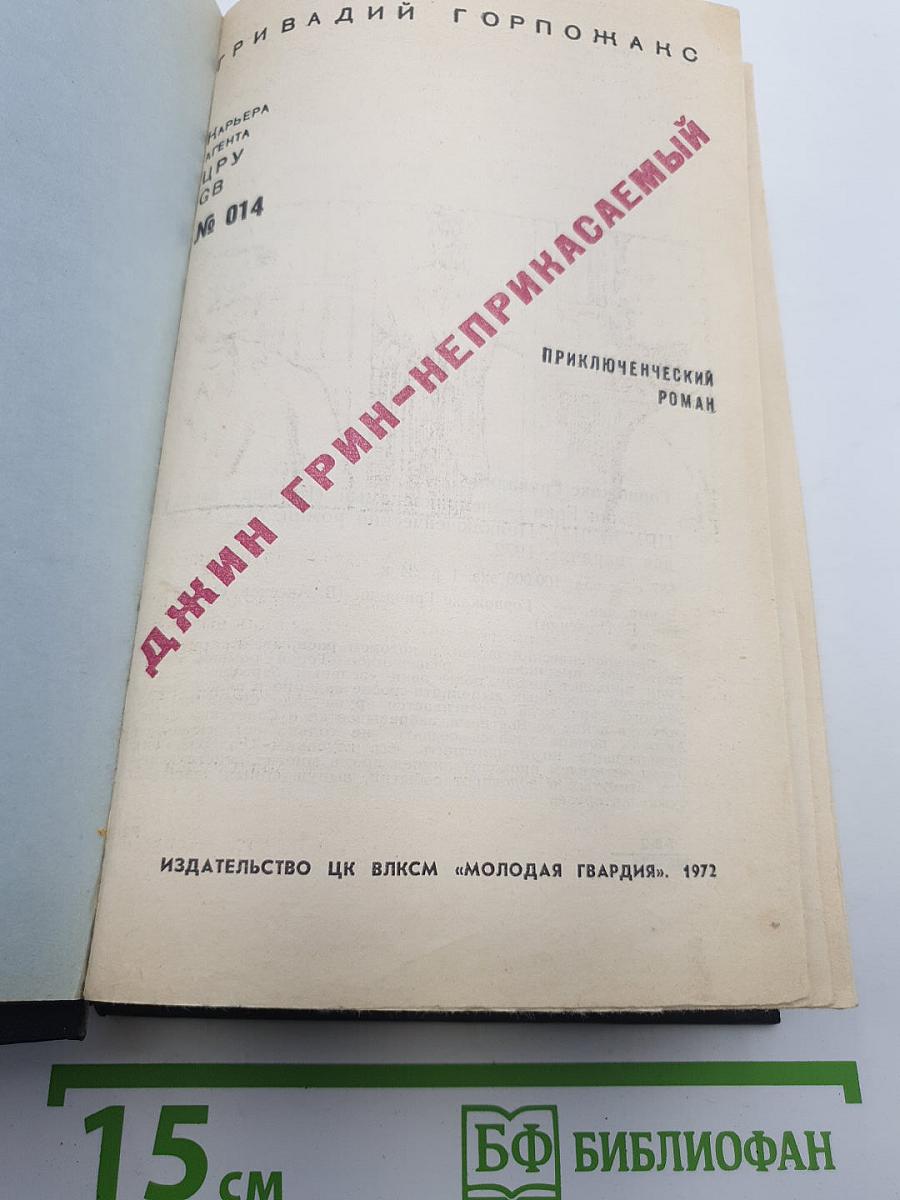 ГРИВАДИЙ ГОРПОЖАКС
КАРЬЕРА
АГЕНТА
ЦРУ
GB
№ 014
ДЖИН ГРИН–НЕПРИКАСАЕМЫЙ
ПРИКЛЮЧЕНЧЕСКИЙ
РОМАН
ИЗДАТЕЛЬСТВО ЦК ВЛКСМ «МОЛОДАЯ ГВАРДИЯ». 1972
15 см
БФ БИБЛИОФАН